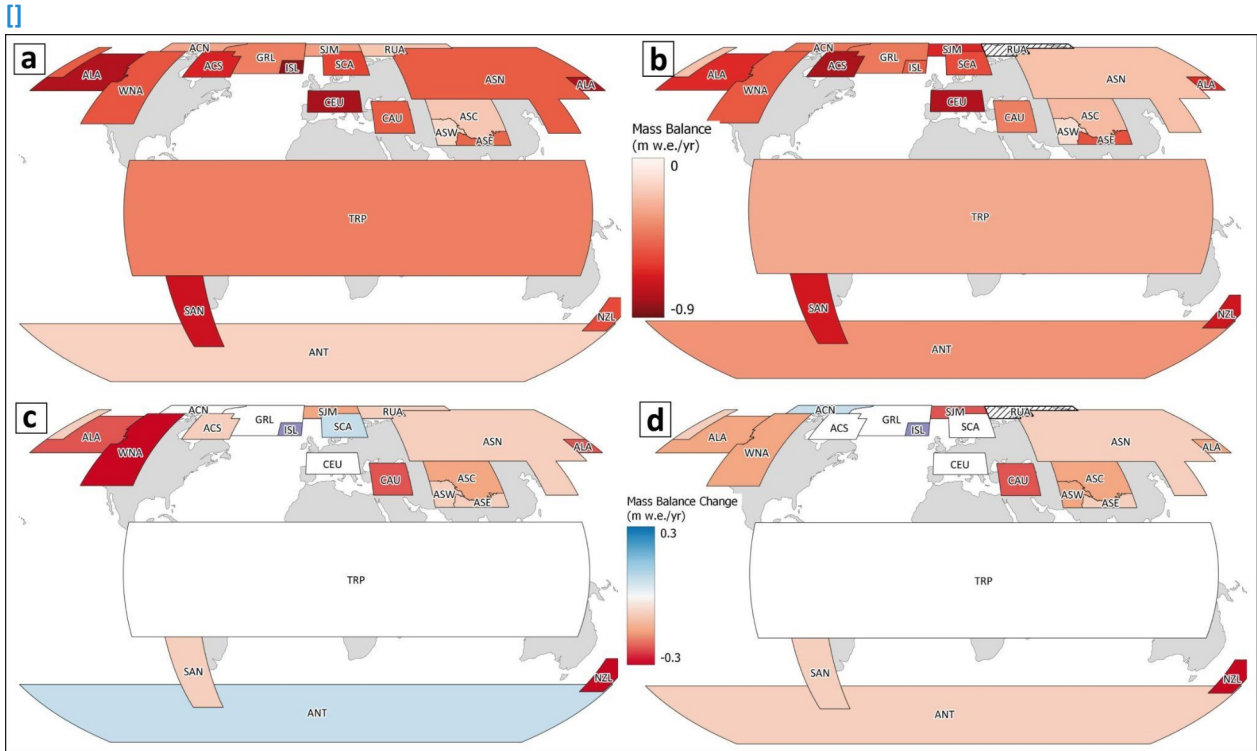 []
a
ACN
GRL
SJM
RUA
ALA
ACS
ISL
SCA
WNA
ASN
ALA
CEU
CAU
ASC
ASW
ASE
TRP
SAN
NZL
ANT
b
ACN
GRL
SJM
RUA
ALA
ACS
ISL
SCA
WNA
ASN
ALA
CEU
CAU
ASC
ASW
ASE
TRP
SAN
NZL
ANT
Mass Balance
(m w.e./yr)
0
-0.9
c
ACN
GRL
SJM
RUA
ALA
ACS
ISL
SCA
WNA
ASN
ALA
CEU
CAU
ASC
ASW
ASE
TRP
SAN
NZL
ANT
Mass Balance Change
(m w.e./yr)
0.3
-0.3
d
ACN
GRL
SJM
RUA
ALA
ACS
ISL
SCA
WNA
ASN
ALA
CEU
CAU
ASC
ASW
ASE
TRP
SAN
NZL
ANT